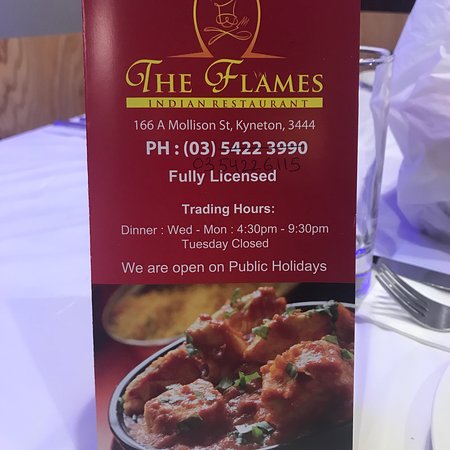 THE FLAMES
INDIAN RESTAURANT
166 A Mollison St, Kyneton, 3444
PH : (03) 5422 3990
0354226115
Fully Licensed
Trading Hours:
Dinner : Wed - Mon : 4:30pm - 9:30pm
Tuesday Closed
We are open on Public Holidays